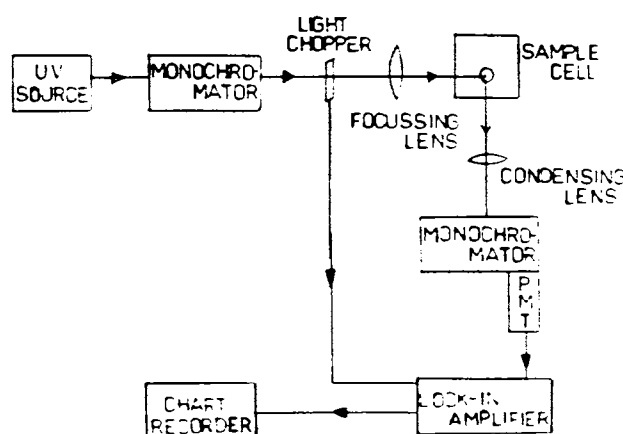 LIGHT
CHOPPER
UV
SOURCE
MONOCHRO-
MATOR
SAMPLE
CELL
FOCUSSING
LENS
CONDENSING
LENS
MONOCHRO-
MATOR
P
M
T
LOCK-IN
AMPLIFIER
CHART
RECORDER